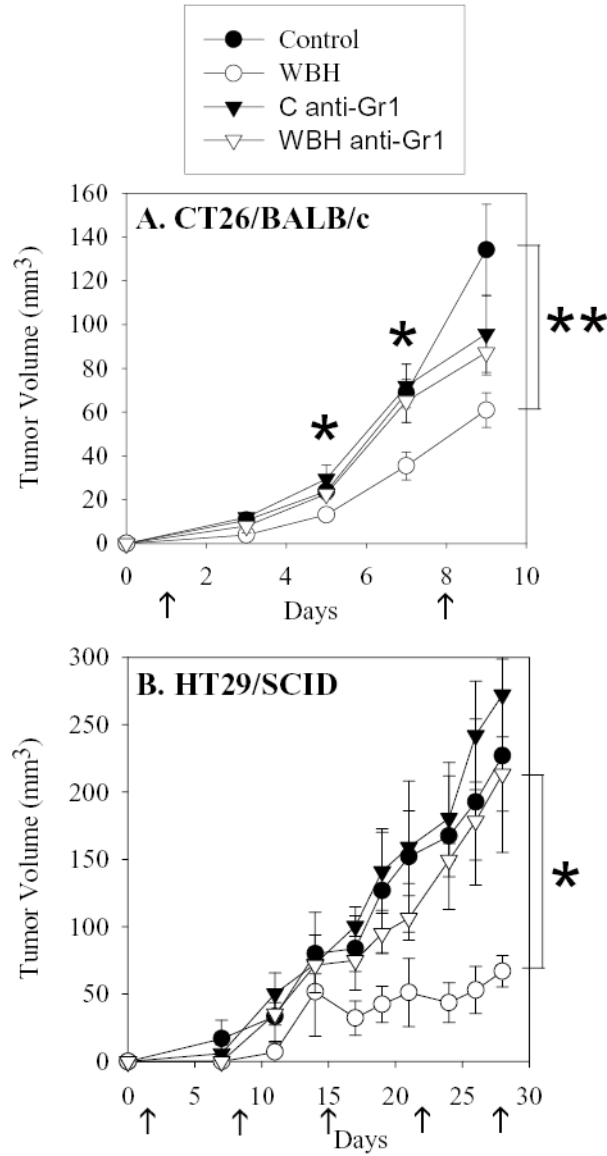 Control
WBH
C anti-Gr1
WBH anti-Gr1
A. CT26/BALB/c
Tumor Volume (mm³)
160
140
120
100
80
60
40
20
0
*
*
**
0 2 4 6 8 10
↑ Days ↑
B. HT29/SCID
Tumor Volume (mm³)
300
250
200
150
100
50
0
*
0 5 10 15 20 25 30
↑ ↑ ↑ Days ↑ ↑